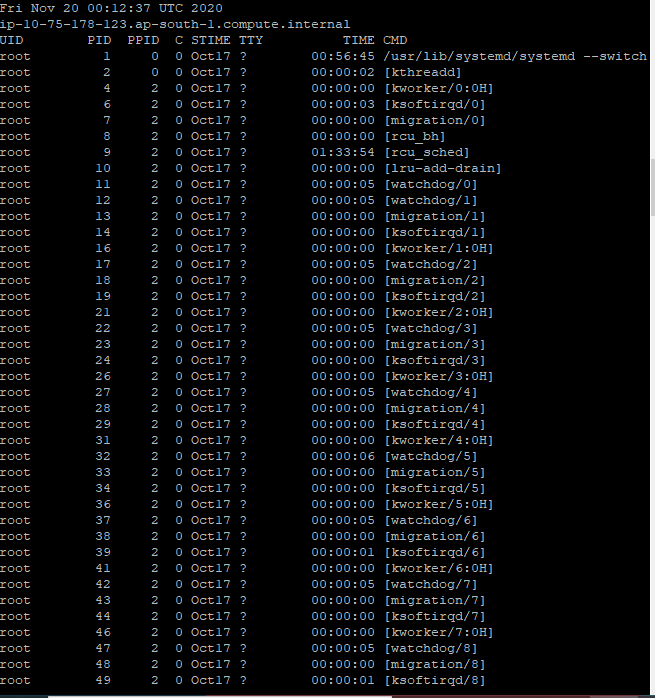 Fri Nov 20 00:12:37 UTC 2020
ip-10-75-178-123.ap-south-1.compute.internal
UID        PID  PPID  C STIME TTY          TIME CMD
root         1     0  0 Oct17 ?        00:56:45 /usr/lib/systemd/systemd --switch
root         2     0  0 Oct17 ?        00:00:02 [kthreadd]
root         4     2  0 Oct17 ?        00:00:00 [kworker/0:0H]
root         6     2  0 Oct17 ?        00:00:03 [ksoftirqd/0]
root         7     2  0 Oct17 ?        00:00:00 [migration/0]
root         8     2  0 Oct17 ?        00:00:00 [rcu_bh]
root         9     2  0 Oct17 ?        01:33:54 [rcu_sched]
root        10     2  0 Oct17 ?        00:00:00 [lru-add-drain]
root        11     2  0 Oct17 ?        00:00:05 [watchdog/0]
root        12     2  0 Oct17 ?        00:00:05 [watchdog/1]
root        13     2  0 Oct17 ?        00:00:00 [migration/1]
root        14     2  0 Oct17 ?        00:00:00 [ksoftirqd/1]
root        16     2  0 Oct17 ?        00:00:00 [kworker/1:0H]
root        17     2  0 Oct17 ?        00:00:05 [watchdog/2]
root        18     2  0 Oct17 ?        00:00:00 [migration/2]
root        19     2  0 Oct17 ?        00:00:00 [ksoftirqd/2]
root        21     2  0 Oct17 ?        00:00:00 [kworker/2:0H]
root        22     2  0 Oct17 ?        00:00:05 [watchdog/3]
root        23     2  0 Oct17 ?        00:00:00 [migration/3]
root        24     2  0 Oct17 ?        00:00:00 [ksoftirqd/3]
root        26     2  0 Oct17 ?        00:00:00 [kworker/3:0H]
root        27     2  0 Oct17 ?        00:00:05 [watchdog/4]
root        28     2  0 Oct17 ?        00:00:00 [migration/4]
root        29     2  0 Oct17 ?        00:00:00 [ksoftirqd/4]
root        31     2  0 Oct17 ?        00:00:00 [kworker/4:0H]
root        32     2  0 Oct17 ?        00:00:06 [watchdog/5]
root        33     2  0 Oct17 ?        00:00:00 [migration/5]
root        34     2  0 Oct17 ?        00:00:00 [ksoftirqd/5]
root        36     2  0 Oct17 ?        00:00:00 [kworker/5:0H]
root        37     2  0 Oct17 ?        00:00:05 [watchdog/6]
root        38     2  0 Oct17 ?        00:00:00 [migration/6]
root        39     2  0 Oct17 ?        00:00:01 [ksoftirqd/6]
root        41     2  0 Oct17 ?        00:00:00 [kworker/6:0H]
root        42     2  0 Oct17 ?        00:00:05 [watchdog/7]
root        43     2  0 Oct17 ?        00:00:00 [migration/7]
root        44     2  0 Oct17 ?        00:00:00 [ksoftirqd/7]
root        46     2  0 Oct17 ?        00:00:00 [kworker/7:0H]
root        47     2  0 Oct17 ?        00:00:05 [watchdog/8]
root        48     2  0 Oct17 ?        00:00:00 [migration/8]
root        49     2  0 Oct17 ?        00:00:01 [ksoftirqd/8]